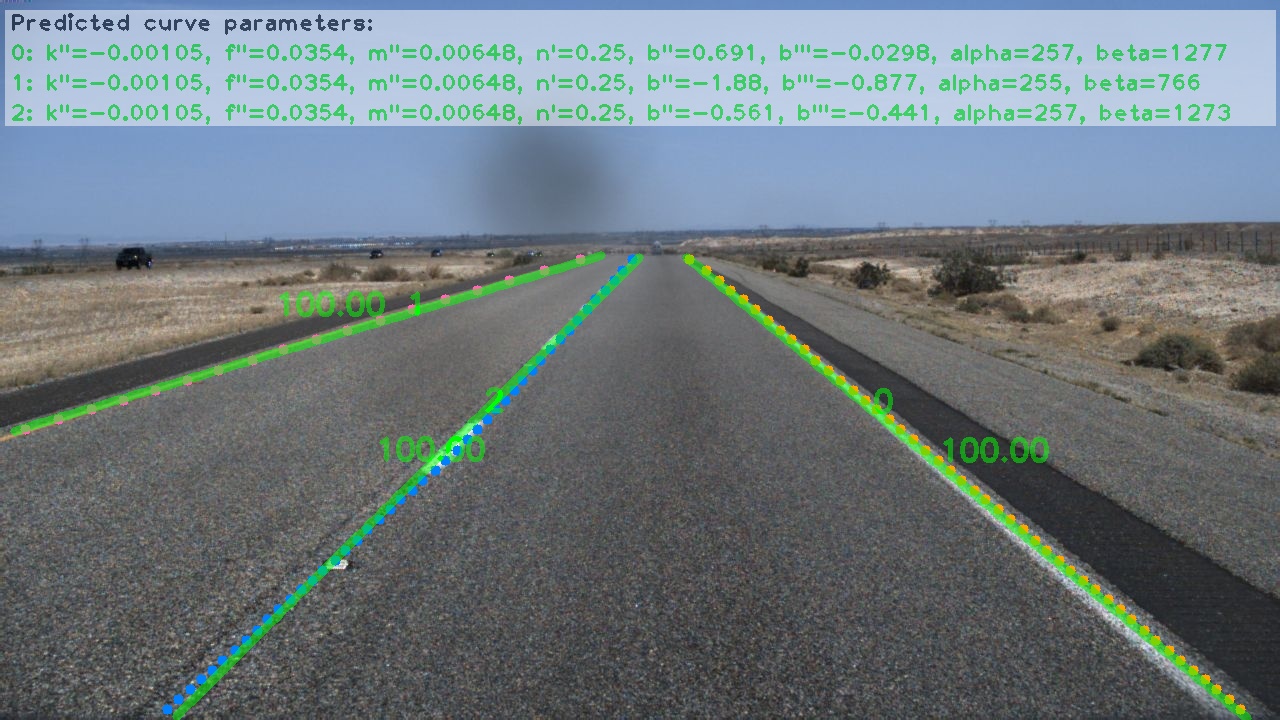 Predicted curve parameters:
0: k"=-0.00105, f"=0.0354, m"=0.00648, n'=0.25, b"=0.691, b'"=-0.0298, alpha=257, beta=1277
1: k"=-0.00105, f"=0.0354, m"=0.00648, n'=0.25, b"=-1.88, b'"=-0.877, alpha=255, beta=766
2: k"=-0.00105, f"=0.0354, m"=0.00648, n'=0.25, b"=-0.561, b'"=-0.441, alpha=257, beta=1273
100.00 1
2 0
100.00 100.00